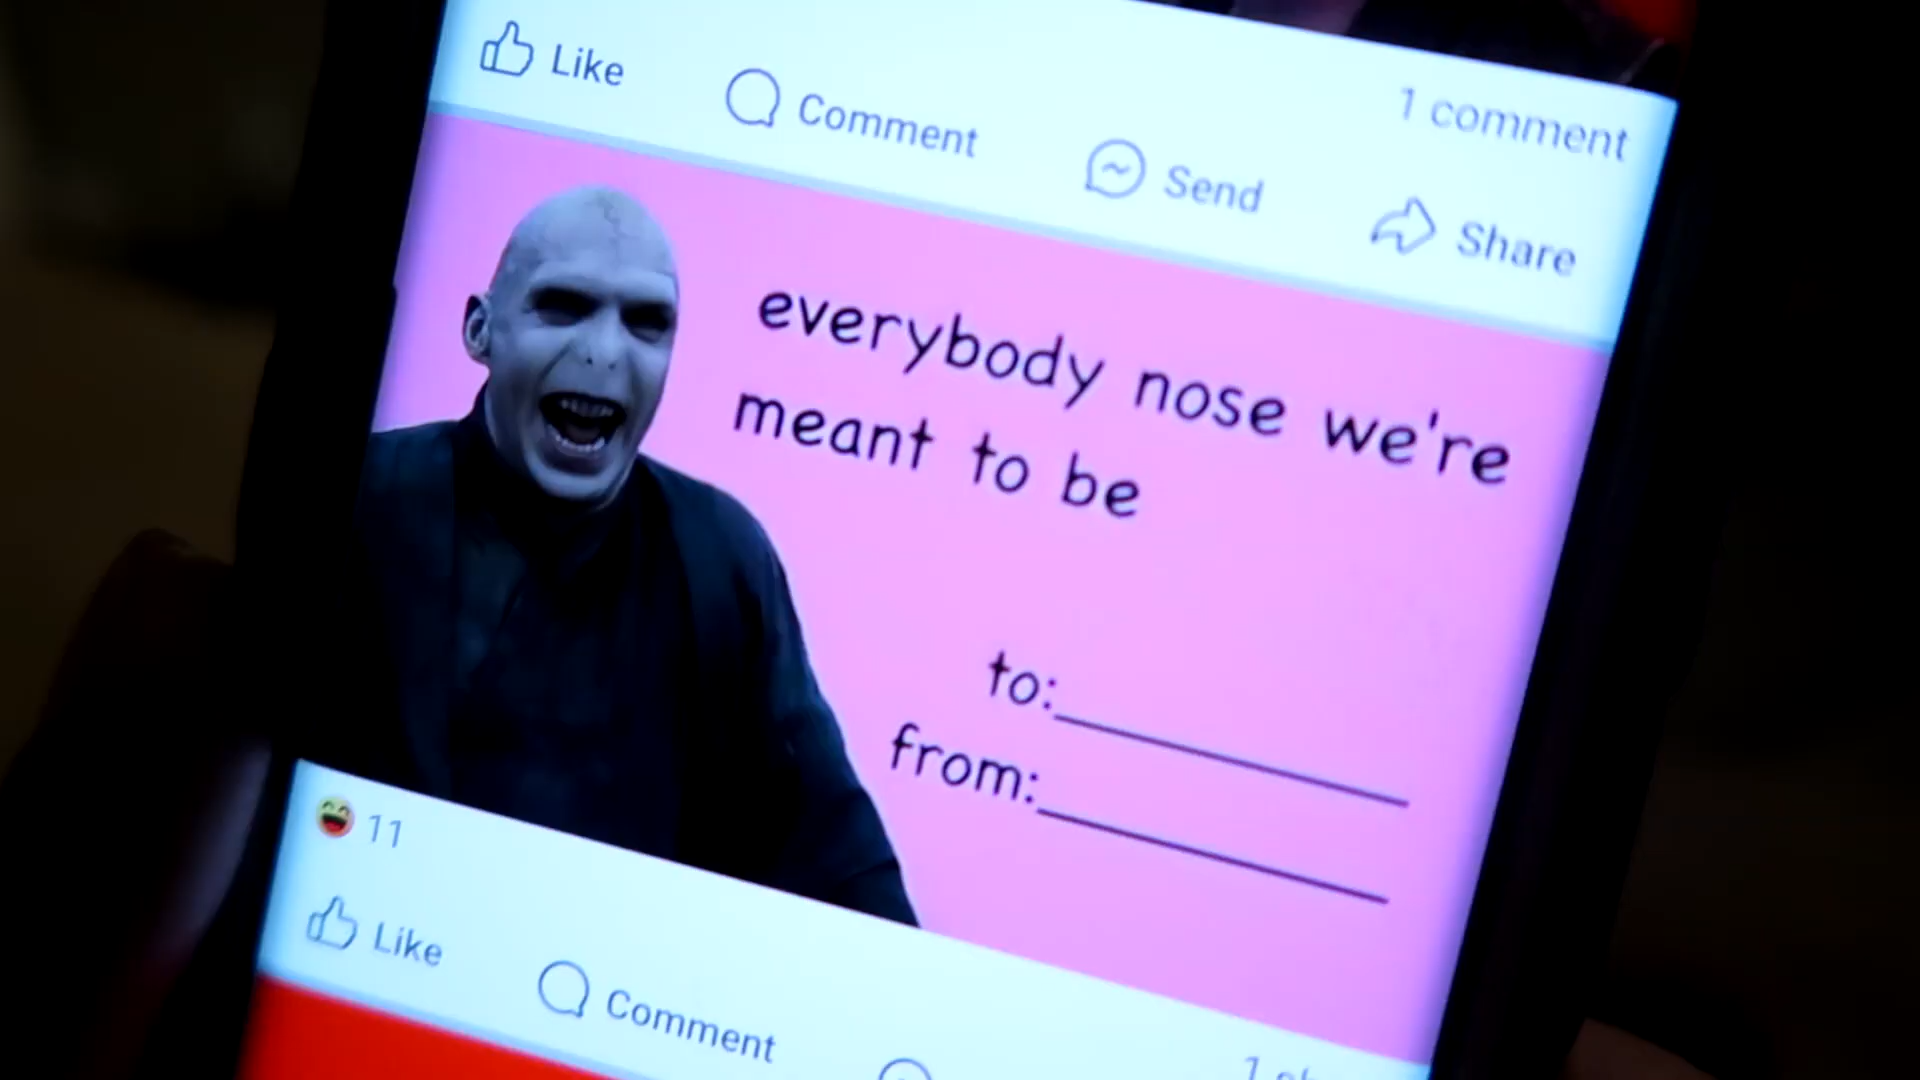 1 comment
Like
Comment
Send
Share
everybody nose we're
meant to be
to:
from:
11
Like
Comment